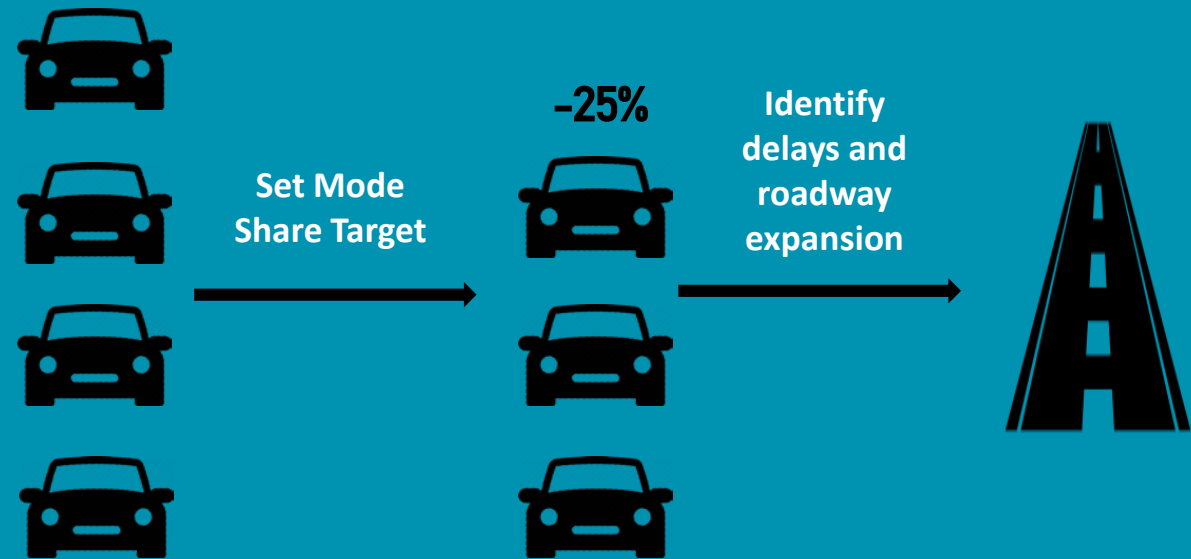 Set Mode
Share Target
-25%
Identify
delays and
roadway
expansion